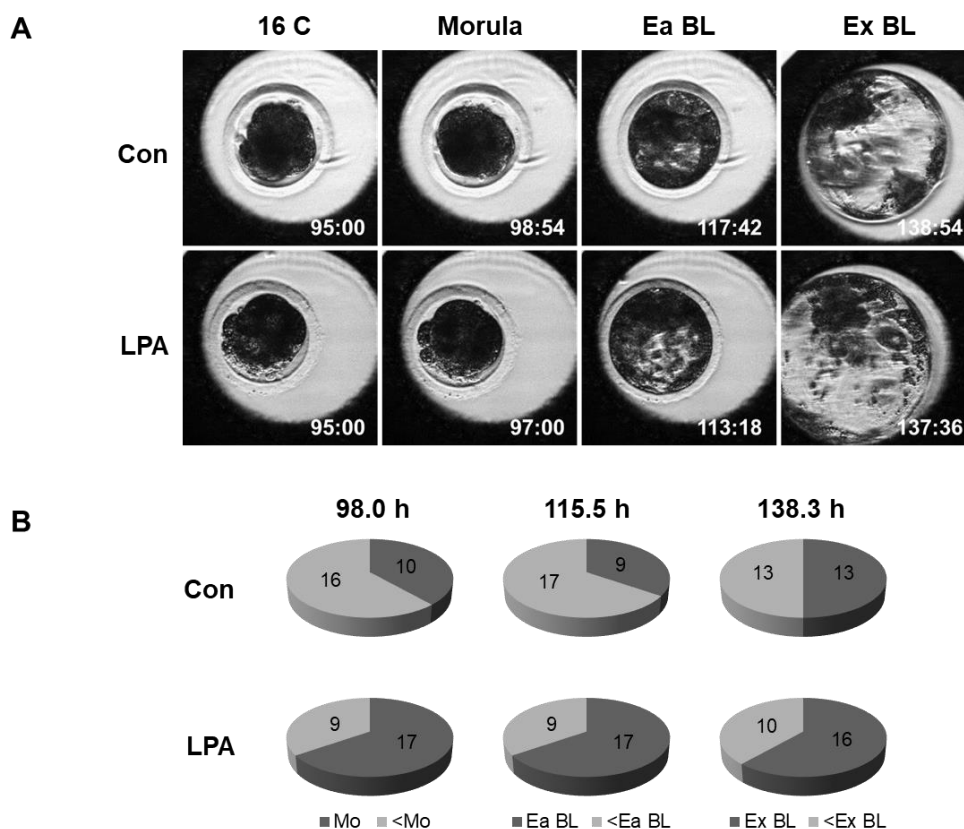 A
16 C Morula Ea BL Ex BL
Con
95:00 98:54 117:42 138:54
LPA
95:00 97:00 113:18 137:36
B
98.0 h 115.5 h 138.3 h
Con
16 10 17 9 13 13
LPA
9 17 9 17 10 16
Mo <Mo Ea BL <Ea BL Ex BL <Ex BL